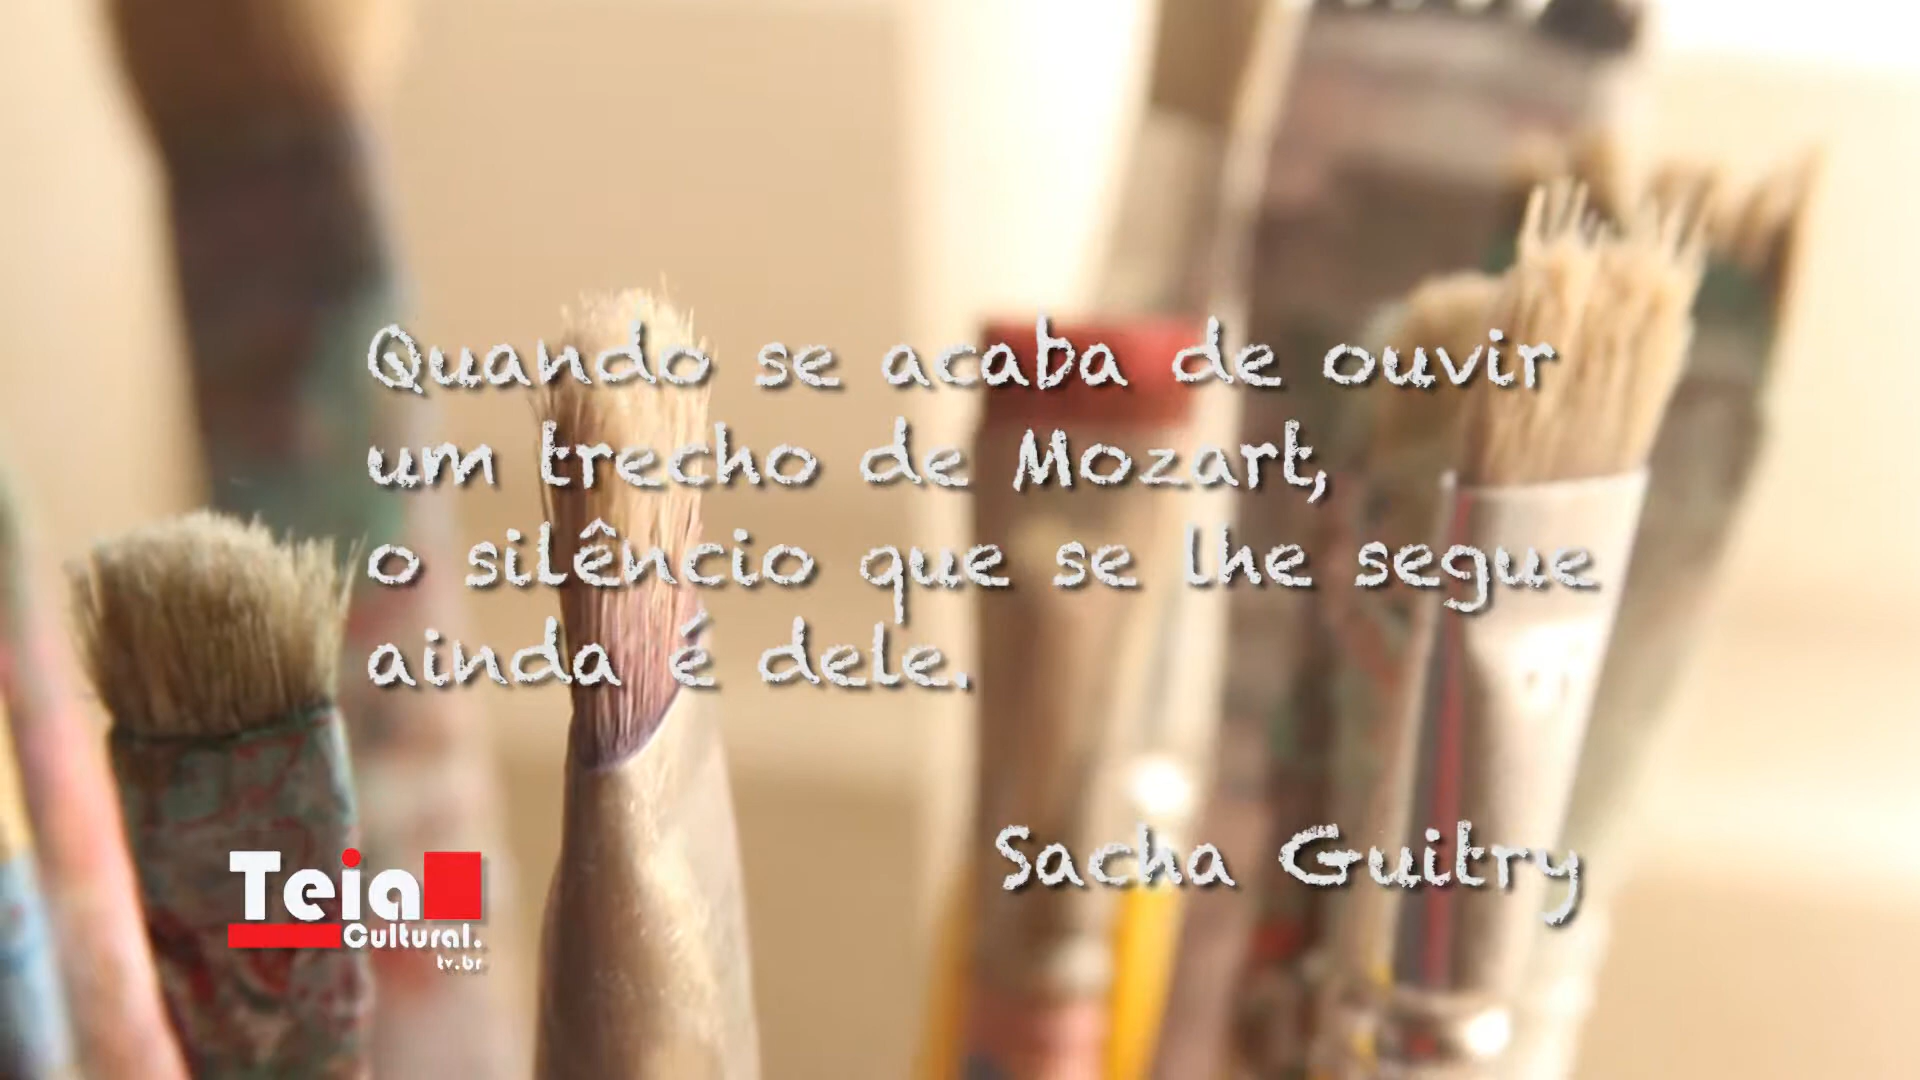 Quando se acaba de ouvir
um trecho de Mozart,
o silêncio que se lhe segue
ainda é dele.
Sacha Guitry
Teia
Cultural.
tv.br